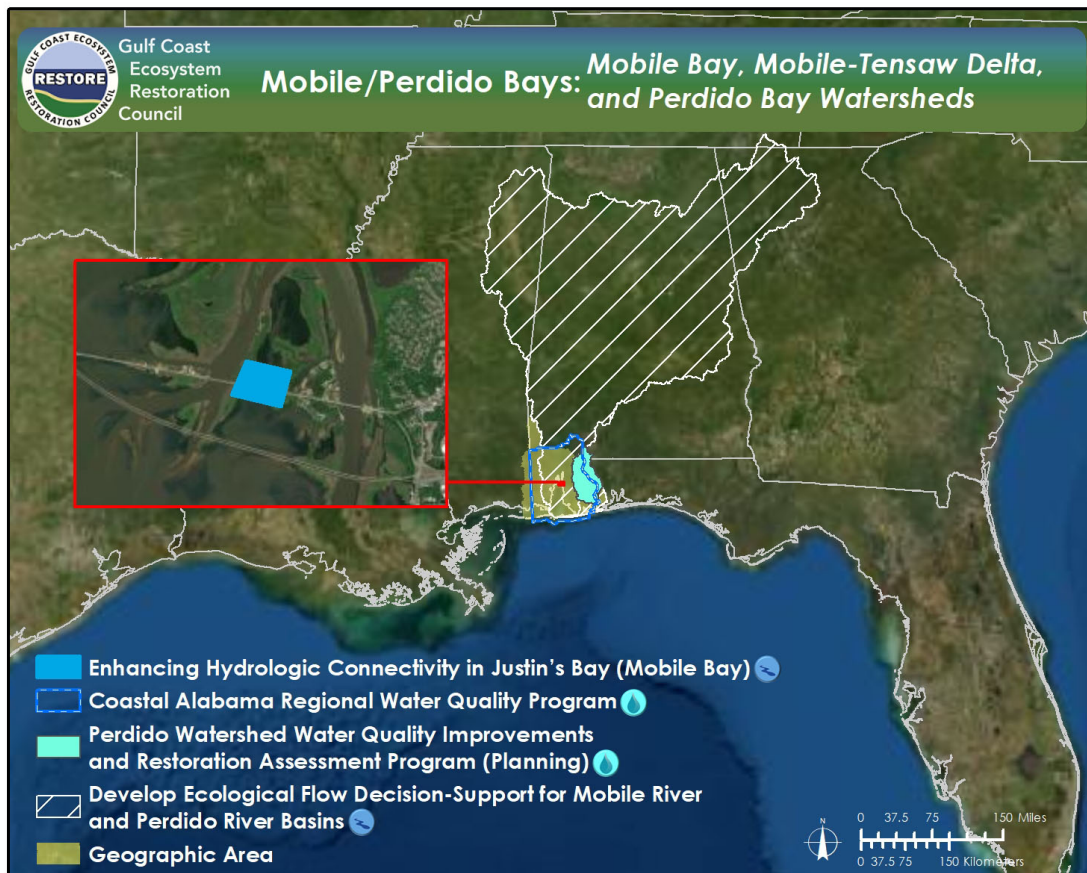 GULF COAST ECOSYSTEM
RESTORE
RESTORATION COUNCIL
Gulf Coast
Ecosystem
Restoration
Council
Mobile/Perdido Bays: Mobile Bay, Mobile-Tensaw Delta,
and Perdido Bay Watersheds
Enhancing Hydrologic Connectivity in Justin's Bay (Mobile Bay)
Coastal Alabama Regional Water Quality Program
Perdido Watershed Water Quality Improvements
and Restoration Assessment Program (Planning)
Develop Ecological Flow Decision-Support for Mobile River
and Perdido River Basins
Geographic Area
N
0 37.5 75 150 Miles
0 37.5 75 150 Kilometers